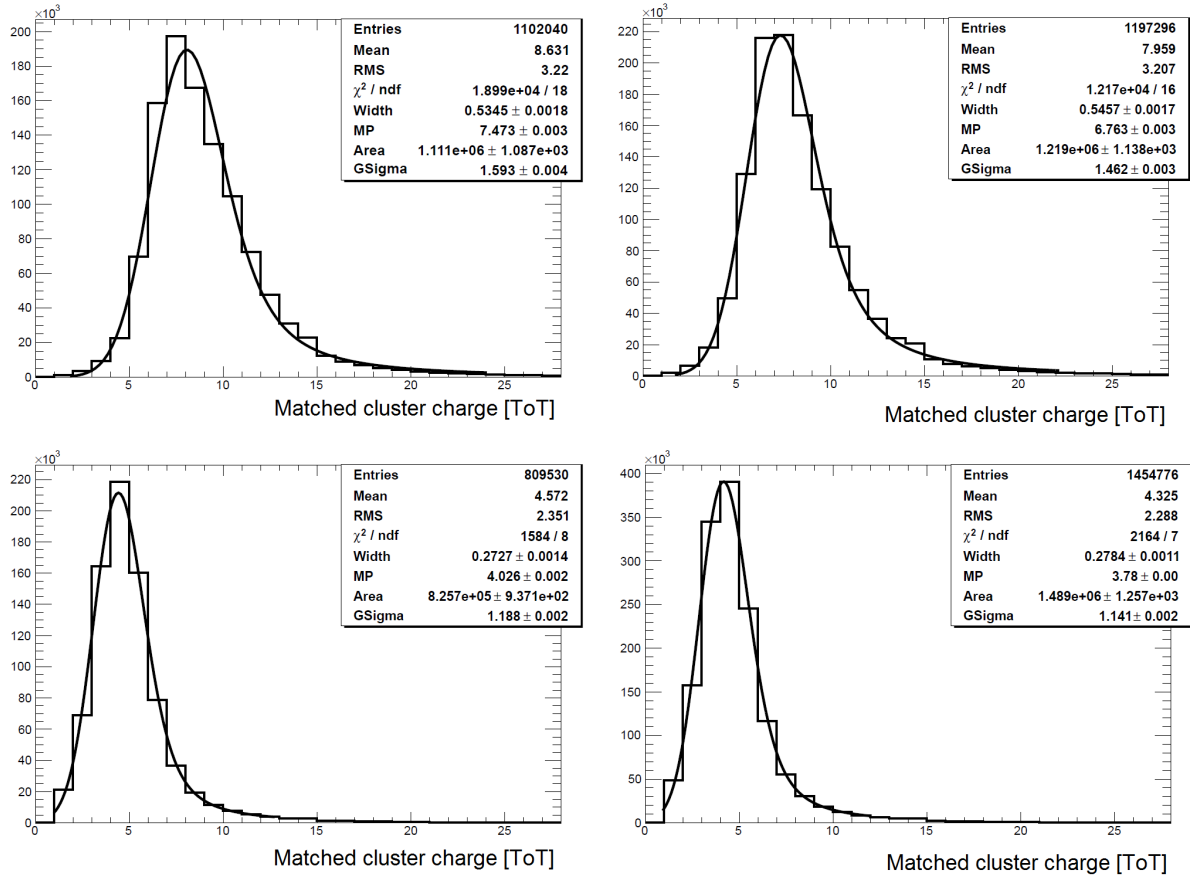 ×10³
200
180
160
140
120
100
80
60
40
20
0
0 5 10 15 20 25
Matched cluster charge [ToT]
Entries 1102040
Mean 8.631
RMS 3.22
χ² / ndf 1.899e+04 / 18
Width 0.5345 ± 0.0018
MP 7.473 ± 0.003
Area 1.111e+06 ± 1.087e+03
GSigma 1.593 ± 0.004
×10³
220
200
180
160
140
120
100
80
60
40
20
0
0 5 10 15 20 25
Matched cluster charge [ToT]
Entries 1197296
Mean 7.959
RMS 3.207
χ² / ndf 1.217e+04 / 16
Width 0.5457 ± 0.0017
MP 6.763 ± 0.003
Area 1.219e+06 ± 1.138e+03
GSigma 1.462 ± 0.003
×10³
220
200
180
160
140
120
100
80
60
40
20
0
0 5 10 15 20 25
Matched cluster charge [ToT]
Entries 809530
Mean 4.572
RMS 2.351
χ² / ndf 1584 / 8
Width 0.2727 ± 0.0014
MP 4.026 ± 0.002
Area 8.257e+05 ± 9.371e+02
GSigma 1.188 ± 0.002
×10³
400
350
300
250
200
150
100
50
0
0 5 10 15 20 25
Matched cluster charge [ToT]
Entries 1454776
Mean 4.325
RMS 2.288
χ² / ndf 2164 / 7
Width 0.2784 ± 0.0011
MP 3.78 ± 0.00
Area 1.489e+06 ± 1.257e+03
GSigma 1.141 ± 0.002